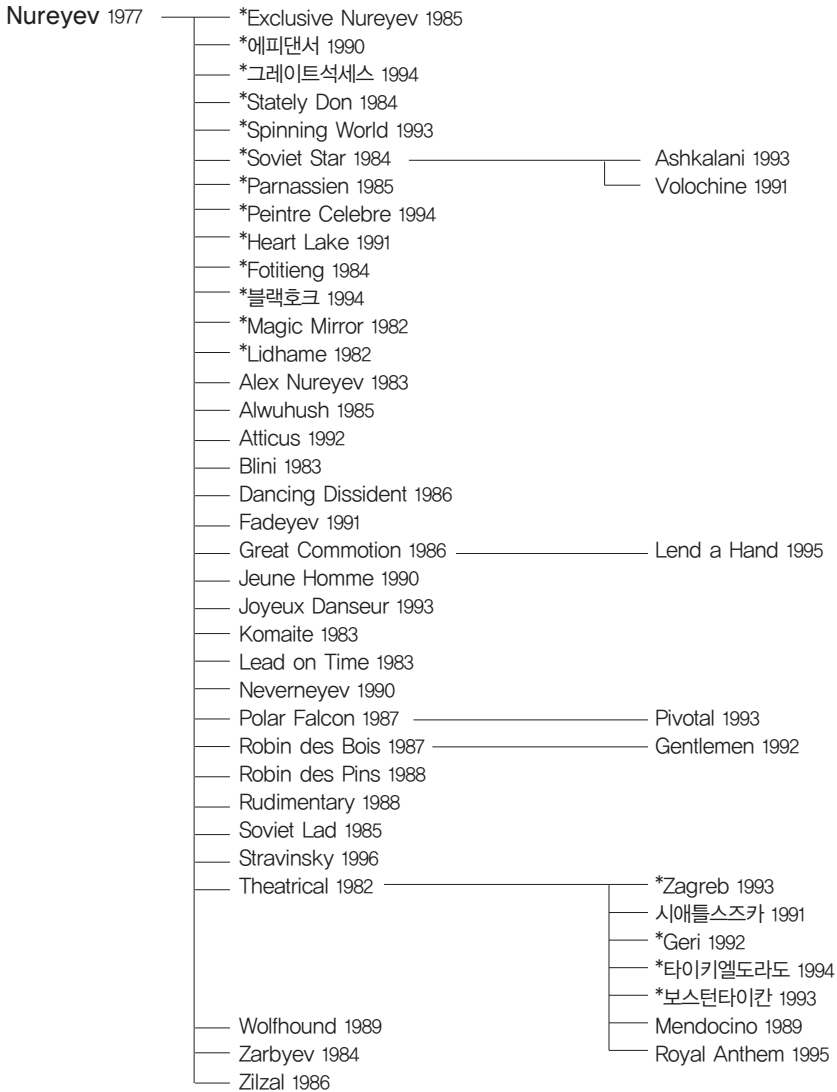 Nureyev 1977 *Exclusive Nureyev 1985
*에피댄서 1990
*그레이트석세스 1994
*Stately Don 1984
*Spinning World 1993
*Soviet Star 1984 Ashkalani 1993
*Parnassien 1985 Volochine 1991
*Peintre Celebre 1994
*Heart Lake 1991
*Fotitieng 1984
*블랙호크 1994
*Magic Mirror 1982
*Lidhame 1982
Alex Nureyev 1983
Alwuhush 1985
Atticus 1992
Blini 1983
Dancing Dissident 1986
Fadeyev 1991
Great Commotion 1986 Lend a Hand 1995
Jeune Homme 1990
Joyeux Danseur 1993
Komaite 1983
Lead on Time 1983
Neverneyev 1990
Polar Falcon 1987 Pivotal 1993
Robin des Bois 1987 Gentlemen 1992
Robin des Pins 1988
Rudimentary 1988
Soviet Lad 1985
Stravinsky 1996
Theatrical 1982 *Zagreb 1993
시애틀스즈카 1991
*Geri 1992
*타이키엘도라도 1994
*보스턴타이칸 1993
Wolfhound 1989 Mendocino 1989
Zarbyev 1984 Royal Anthem 1995
Zilzal 1986